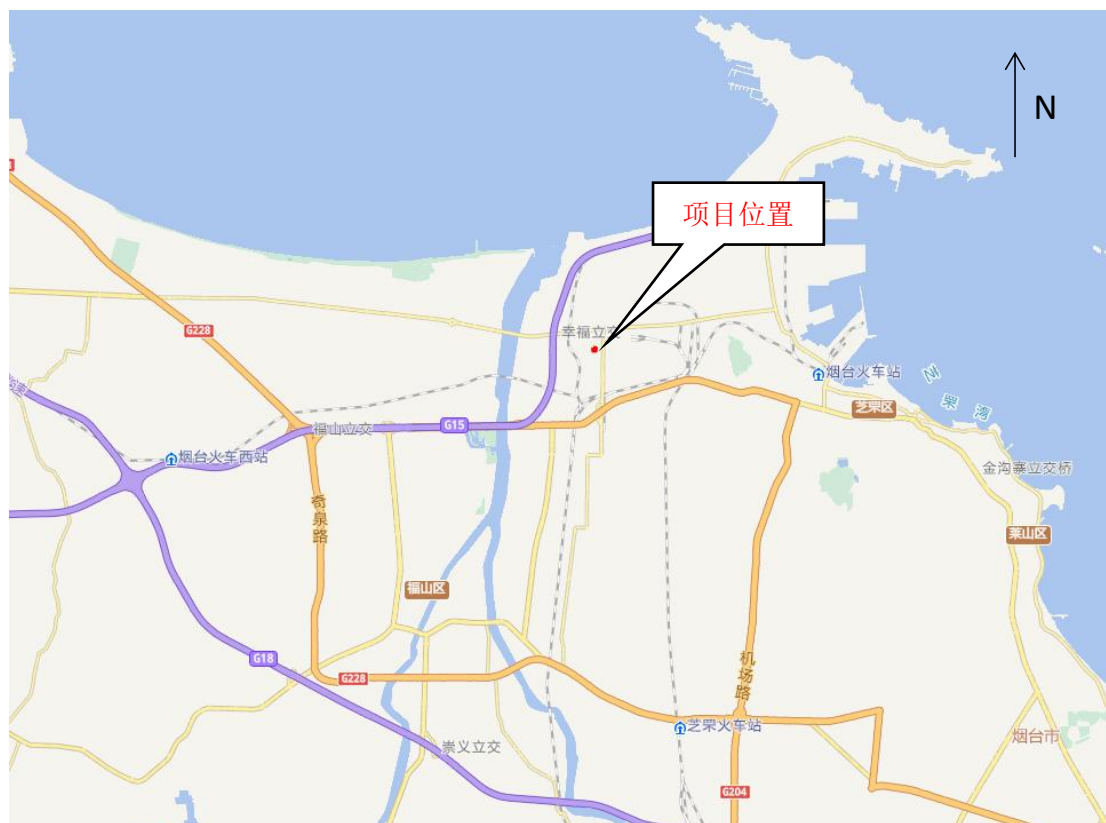 N
项目位置
G228
幸福立交
烟台火车站
芝罘湾
芝罘区
福山立交
G15
烟台火车西站
金沟寨立交桥
奇泉路
莱山区
福山区
G18
机场路
G228
芝罘火车站
烟台市
崇义立交
G204